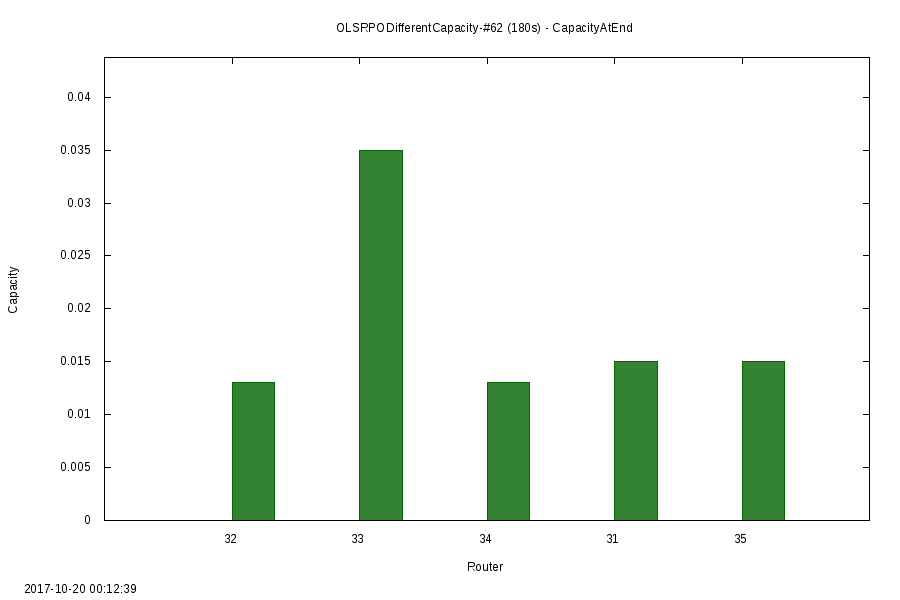 OLSRPODifferentCapacity-#62 (180s) - CapacityAtEnd
0.04
0.035
0.03
0.025
0.02
0.015
0.01
0.005
0
Capacity
32 33 34 31 35
Router
2017-10-20 00:12:39